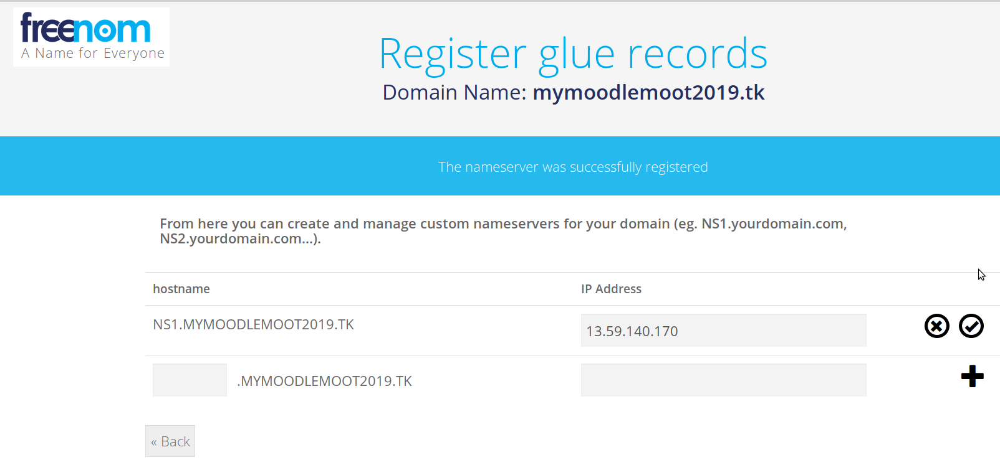 freenom
A Name for Everyone
Register glue records
Domain Name: mymoodlemoot2019.tk
The nameserver was successfully registered
From here you can create and manage custom nameservers for your domain (eg. NS1.yourdomain.com,
NS2.yourdomain.com...).
hostname IP Address
NS1.MYMOODLEMOOT2019.TK 13.59.140.170
.MYMOODLEMOOT2019.TK
« Back